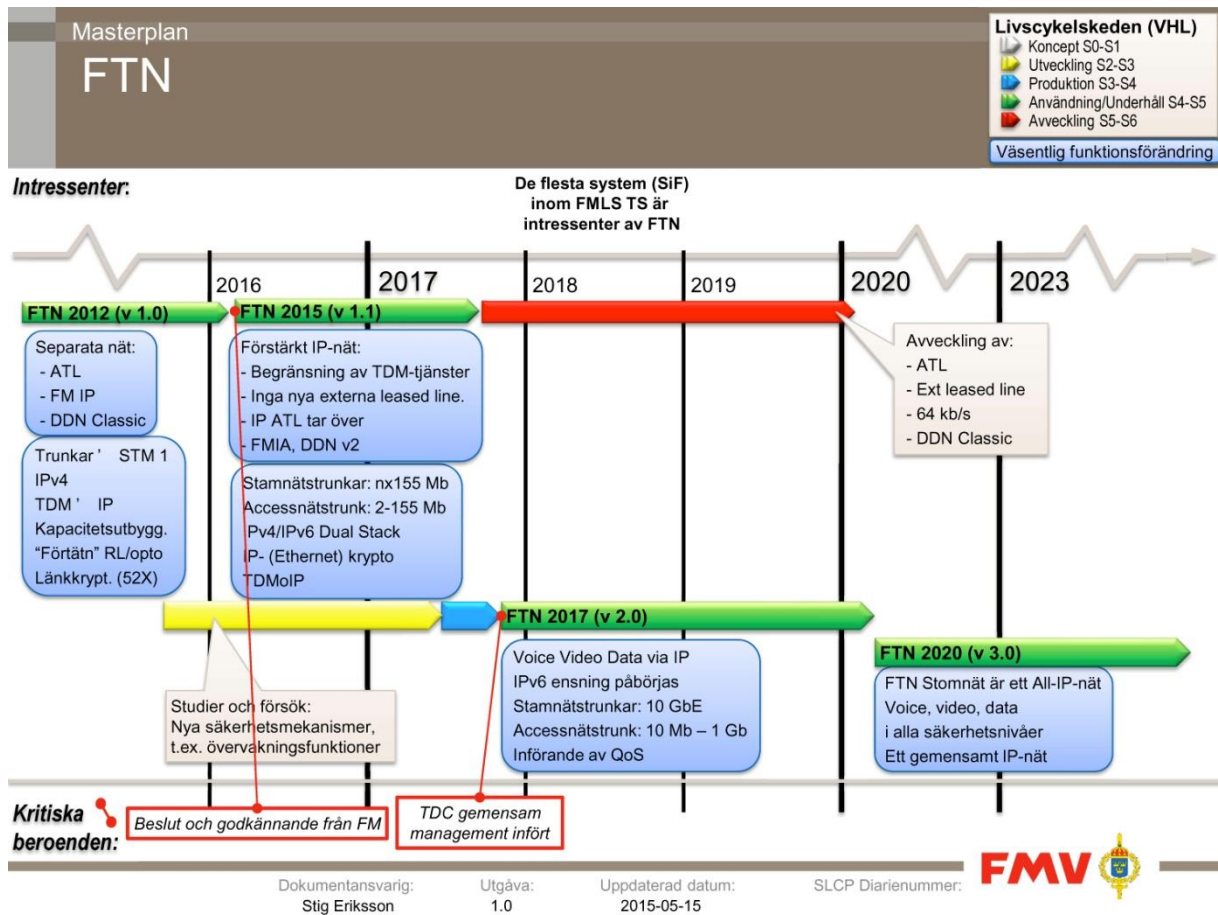 Masterplan
FTN
Livscykelskeden (VHL)
Koncept S0-S1
Utveckling S2-S3
Produktion S3-S4
Användning/Underhåll S4-S5
Avveckling S5-S6
Väsentlig funktionsförändring
Intressenter:
De flesta system (SiF)
inom FMLS TS är
intressenter av FTN
2016
2017
2018
2019
2020
2023
FTN 2012 (v 1.0)
FTN 2015 (v 1.1)
Separata nät:
- ATL
- FM IP
- DDN Classic
Trunkar ' STM 1
IPv4
TDM ' IP
Kapacitetsutbygg.
"Förtätn" RL/opto
Länkkrypt. (52X)
Förstärkt IP-nät:
- Begränsning av TDM-tjänster
- Inga nya externa leased line.
- IP ATL tar över
- FMIA, DDN v2
Stamnätstrunkar: nx155 Mb
Accessnätstrunk: 2-155 Mb
IPv4/IPv6 Dual Stack
IP- (Ethernet) krypto
TDMoIP
Avveckling av:
- ATL
- Ext leased line
- 64 kb/s
- DDN Classic
FTN 2017 (v 2.0)
Voice Video Data via IP
IPv6 ensning påbörjas
Stamnätstrunkar: 10 GbE
Accessnätstrunk: 10 Mb – 1 Gb
Införande av QoS
FTN 2020 (v 3.0)
FTN Stomnät är ett All-IP-nät
Voice, video, data
i alla säkerhetsnivåer
Ett gemensamt IP-nät
Studier och försök:
Nya säkerhetsmekanismer,
t.ex. övervakningsfunktioner
Kritiska
beroenden:
Beslut och godkännande från FM
TDC gemensam
management infört
FMV
Dokumentansvarig:
Stig Eriksson
Utgåva:
1.0
Uppdaterad datum:
2015-05-15
SLCP Diarienummer: